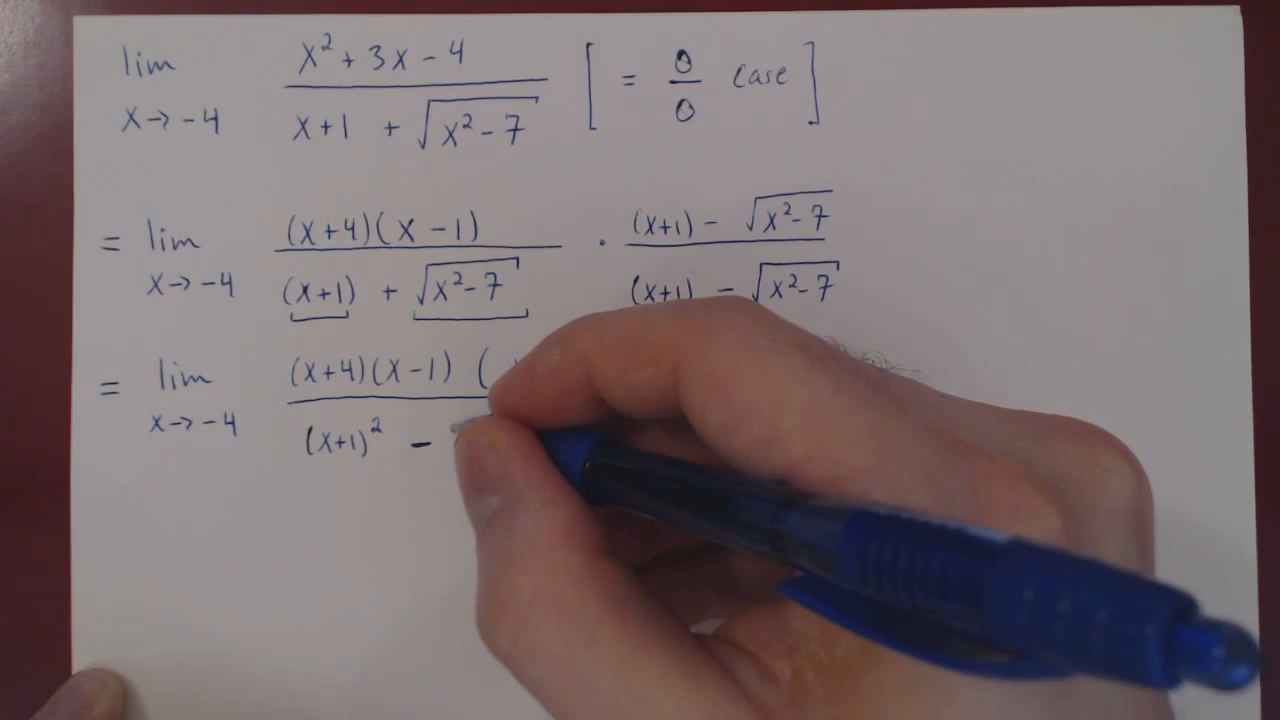 lim x→-4 (x² + 3x - 4) / (x+1 + √(x² - 7)) [ = 0/0 case ]
= lim x→-4 (x+4)(x-1) / ((x+1) + √(x²-7)) · ((x+1) - √(x²-7)) / ((x+1) - √(x²-7))
= lim x→-4 (x+4)(x-1) ( / (x+1)² -